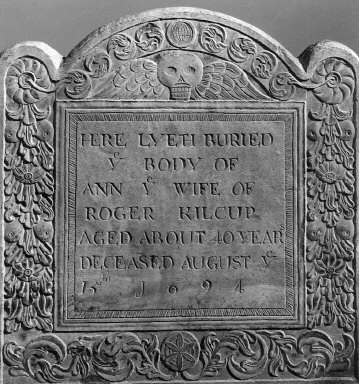 HERE LYETH BURIED
Yᵉ BODY OF
ANN Yᵉ WIFE OF
ROGER KILCUP
AGED ABOUT 40 YEAR
DECEASED AUGUST Yᵉ
1694